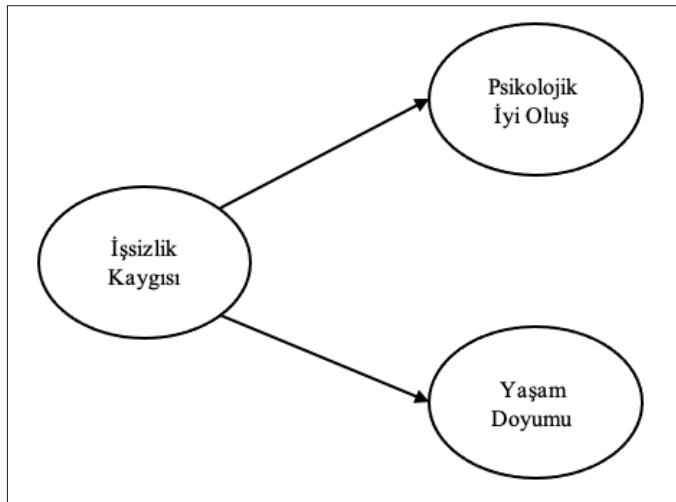 Psikolojik
İyi Oluş
İşsizlik
Kaygısı
Yaşam
Doyumu